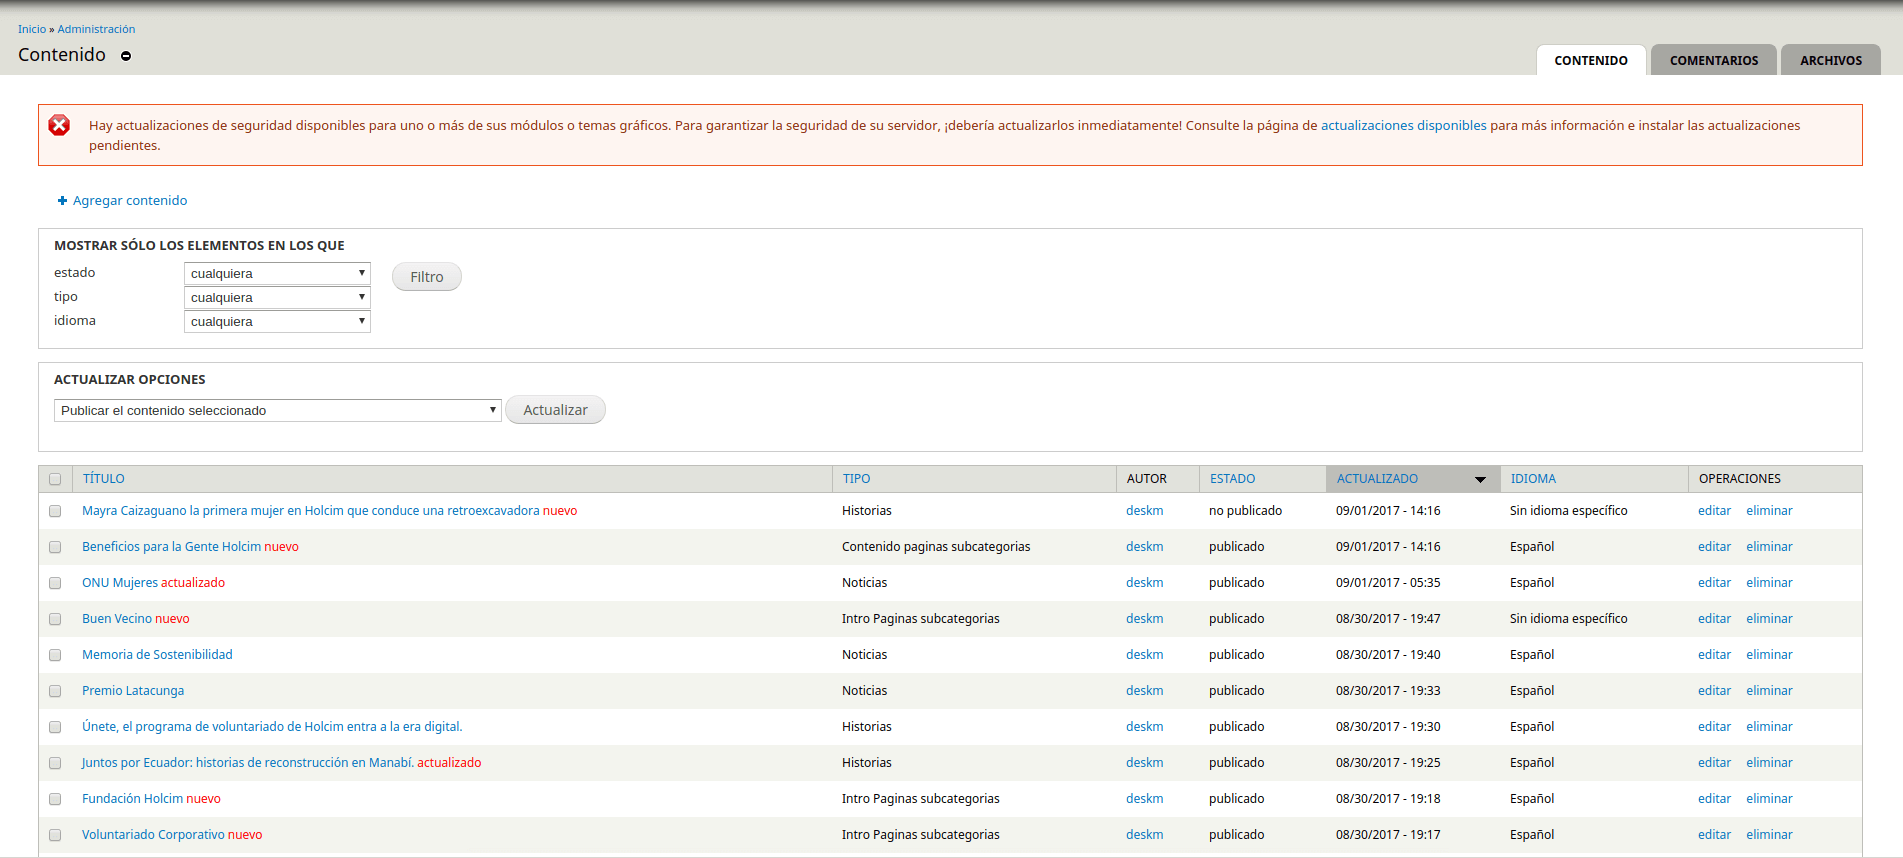 Inicio » Administración
Contenido
CONTENIDO COMENTARIOS ARCHIVOS
Hay actualizaciones de seguridad disponibles para uno o más de sus módulos o temas gráficos. Para garantizar la seguridad de su servidor, ¡debería actualizarlos inmediatamente! Consulte la página de actualizaciones disponibles para más información e instalar las actualizaciones
pendientes.
Agregar contenido
MOSTRAR SÓLO LOS ELEMENTOS EN LOS QUE
estado cualquiera Filtro
tipo cualquiera
idioma cualquiera
ACTUALIZAR OPCIONES
Publicar el contenido seleccionado Actualizar
TÍTULO TIPO AUTOR ESTADO ACTUALIZADO IDIOMA OPERACIONES
Mayra Caizaguano la primera mujer en Holcim que conduce una retroexcavadora nuevo Historias deskm no publicado 09/01/2017 - 14:16 Sin idioma específico editar eliminar
Beneficios para la Gente Holcim nuevo Contenido paginas subcategorias deskm publicado 09/01/2017 - 14:16 Español editar eliminar
ONU Mujeres actualizado Noticias deskm publicado 09/01/2017 - 05:35 Español editar eliminar
Buen Vecino nuevo Intro Paginas subcategorias deskm publicado 08/30/2017 - 19:47 Sin idioma específico editar eliminar
Memoria de Sostenibilidad Noticias deskm publicado 08/30/2017 - 19:40 Español editar eliminar
Premio Latacunga Noticias deskm publicado 08/30/2017 - 19:33 Español editar eliminar
Únete, el programa de voluntariado de Holcim entra a la era digital. Historias deskm publicado 08/30/2017 - 19:30 Español editar eliminar
Juntos por Ecuador: historias de reconstrucción en Manabí. actualizado Historias deskm publicado 08/30/2017 - 19:25 Español editar eliminar
Fundación Holcim nuevo Intro Paginas subcategorias deskm publicado 08/30/2017 - 19:18 Español editar eliminar
Voluntariado Corporativo nuevo Intro Paginas subcategorias deskm publicado 08/30/2017 - 19:17 Español editar eliminar